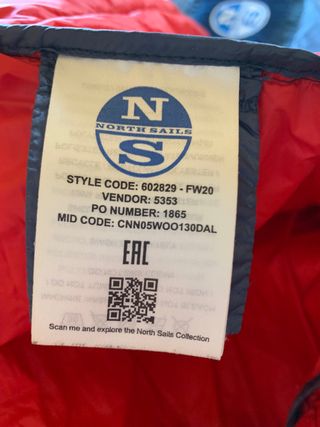 N
NORTH SAILS
S
STYLE CODE: 602829 - FW20
VENDOR: 5353
PO NUMBER: 1865
MID CODE: CNN05WOO130DAL
EAC
Scan me and explore the North Sails Collection